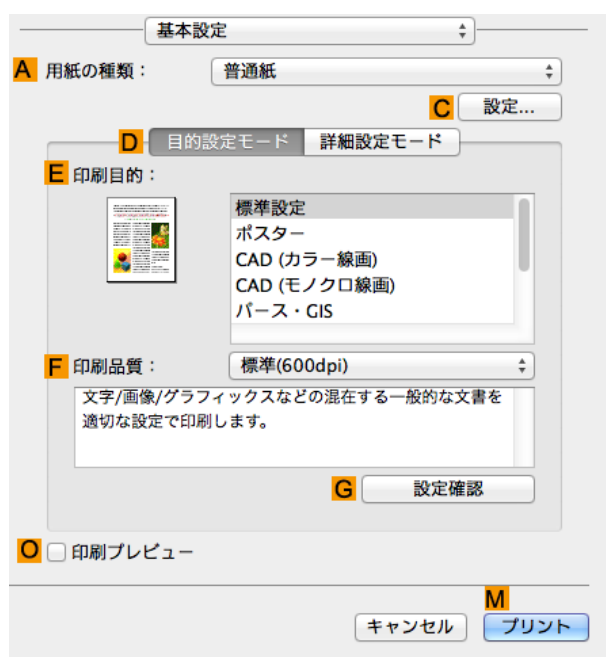 基本設定
A 用紙の種類： 普通紙
C 設定...
D 目的設定モード 詳細設定モード
E 印刷目的：
標準設定
ポスター
CAD (カラー線画)
CAD (モノクロ線画)
パース・GIS
F 印刷品質： 標準(600dpi)
文字/画像/グラフィックスなどの混在する一般的な文書を
適切な設定で印刷します。
G 設定確認
O 印刷プレビュー
M
キャンセル プリント